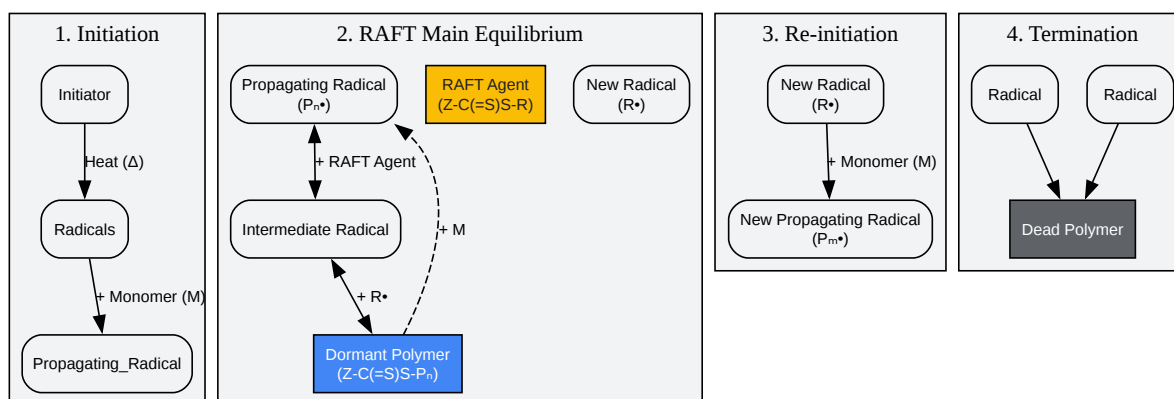 1. Initiation
Initiator
Heat (Δ)
Radicals
+ Monomer (M)
Propagating_Radical
2. RAFT Main Equilibrium
Propagating Radical
(Pₙ•)
RAFT Agent
(Z-C(=S)S-R)
New Radical
(R•)
+ RAFT Agent
Intermediate Radical
+ M
+ R•
Dormant Polymer
(Z-C(=S)S-Pₙ)
3. Re-initiation
New Radical
(R•)
+ Monomer (M)
New Propagating Radical
(Pₘ•)
4. Termination
Radical
Radical
Dead Polymer